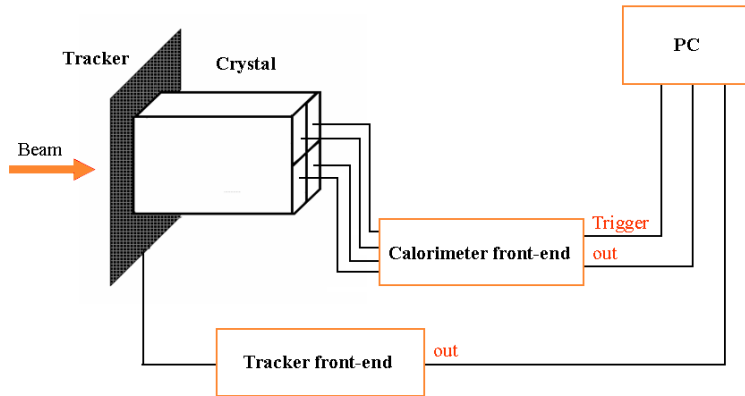 PC
Tracker
Crystal
Beam
Trigger
Calorimeter front-end
out
out
Tracker front-end